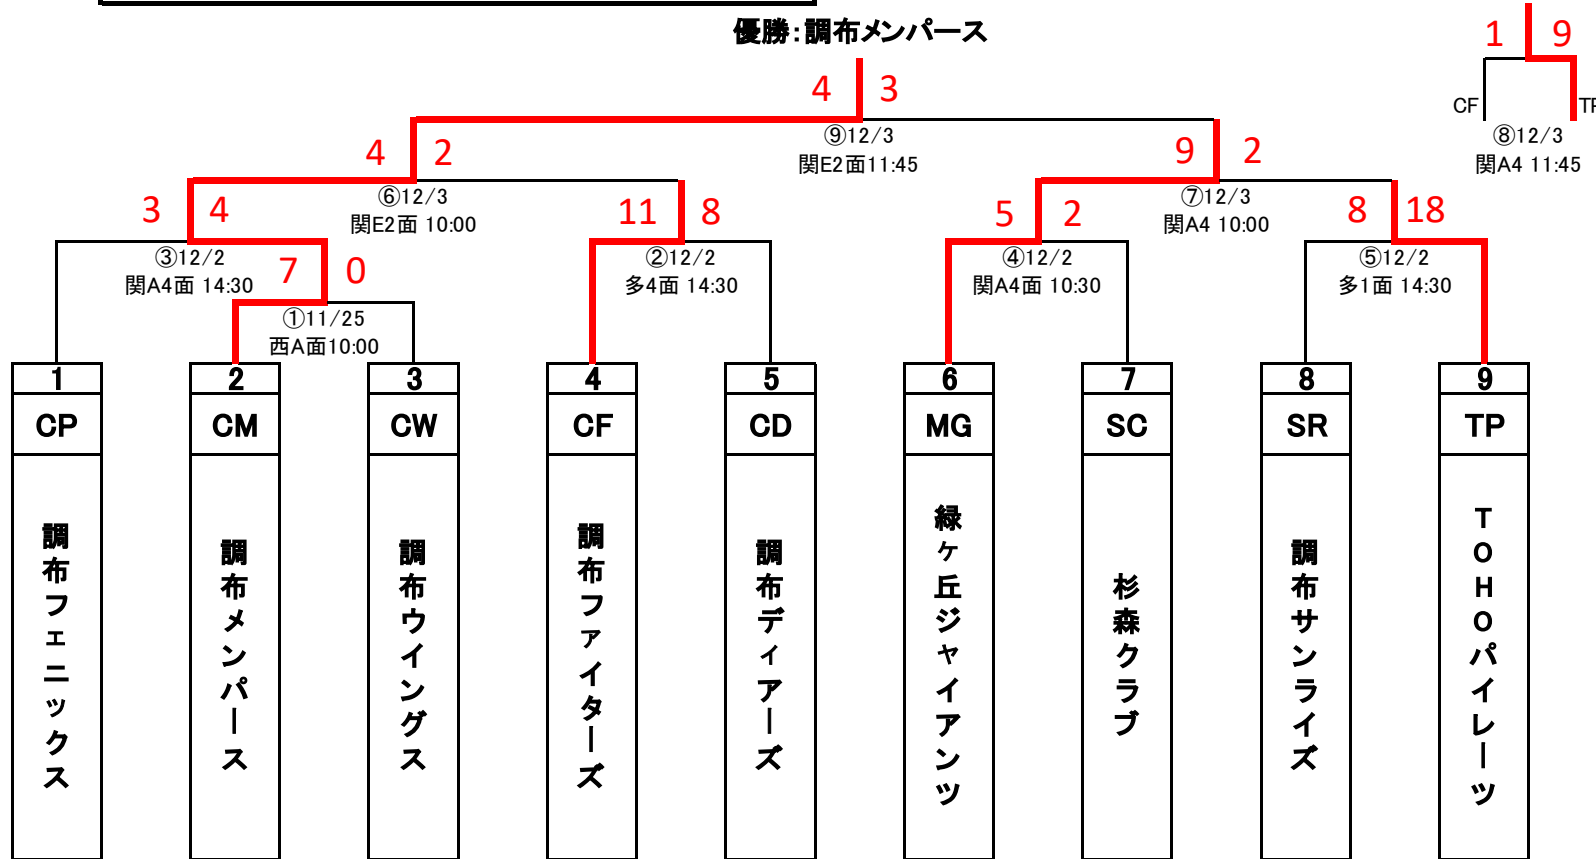 優勝：調布メンパース
1 9
4 3
CF
⑨12/3
⑧12/3
4 2
関E2面11:45
9 2
関A4 11:45
⑥12/3
⑦12/3
3 4
関E2面 10:00
11 8
5 2
関A4 10:00
8 18
③12/2
②12/2
④12/2
⑤12/2
関A4面 14:30
7 0
多4面 14:30
関A4面 10:30
多1面 14:30
①11/25
西A面10:00
1 2 3 4 5 6 7 8 9
CP CM CW CF CD MG SC SR TP
調布フェニックス
調布メンパース
調布ウイングス
調布ファイターズ
調布ディアーズ
緑ヶ丘ジャイアンツ
杉森クラブ
調布サンライズ
TOHOパイレーツ